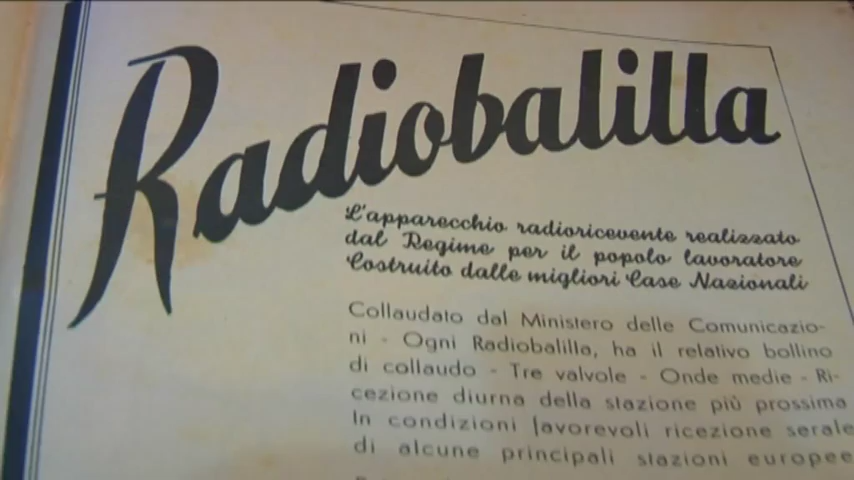 Radiobalilla
L'apparecchio radioricevente realizzato
dal Regime per il popolo lavoratore
Costruito dalle migliori Case Nazionali
Collaudato dal Ministero delle Comunicazio-
ni - Ogni Radiobalilla, ha il relativo bollino
di collaudo - Tre valvole - Onde medie - Ri-
cezione diurna della stazione più prossima
In condizioni favorevoli ricezione serale
di alcune principali stazioni europee